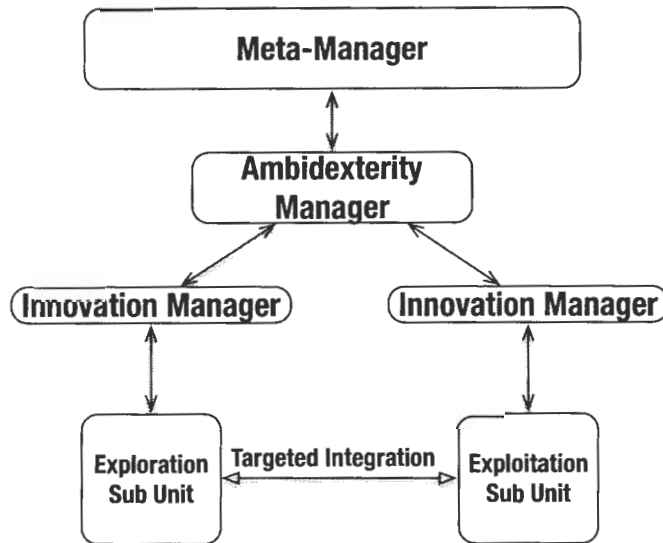 Meta-Manager
Ambidexterity
Manager
Innovation Manager
Innovation Manager
Exploration
Sub Unit
Targeted Integration
Exploitation
Sub Unit